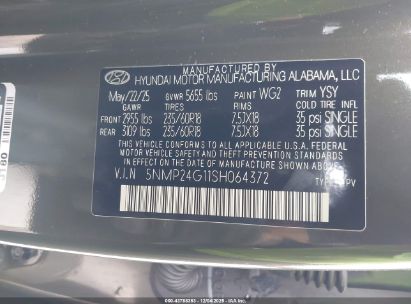 MANUFACTURED BY
HYUNDAI MOTOR MANUFACTURING ALABAMA, LLC
May/22/25 GVWR 5655 lbs PAINT WG2 TRIM YSY
GAWR TIRES RIMS COLD TIRE INFL
FRONT 2955 lbs 235/60R18 7.5JX18 35 psi SINGLE
REAR 3109 lbs 235/60R18 7.5JX18 35 psi SINGLE
THIS VEHICLE CONFORMS TO ALL APPLICABLE U.S.A. FEDERAL
MOTOR VEHICLE SAFETY, BUMPER, AND THEFT
PREVENTION STANDARDS IN EFFECT ON THE
DATE OF MANUFACTURE SHOWN ABOVE.
V.I.N 5NMP24G11SH064372